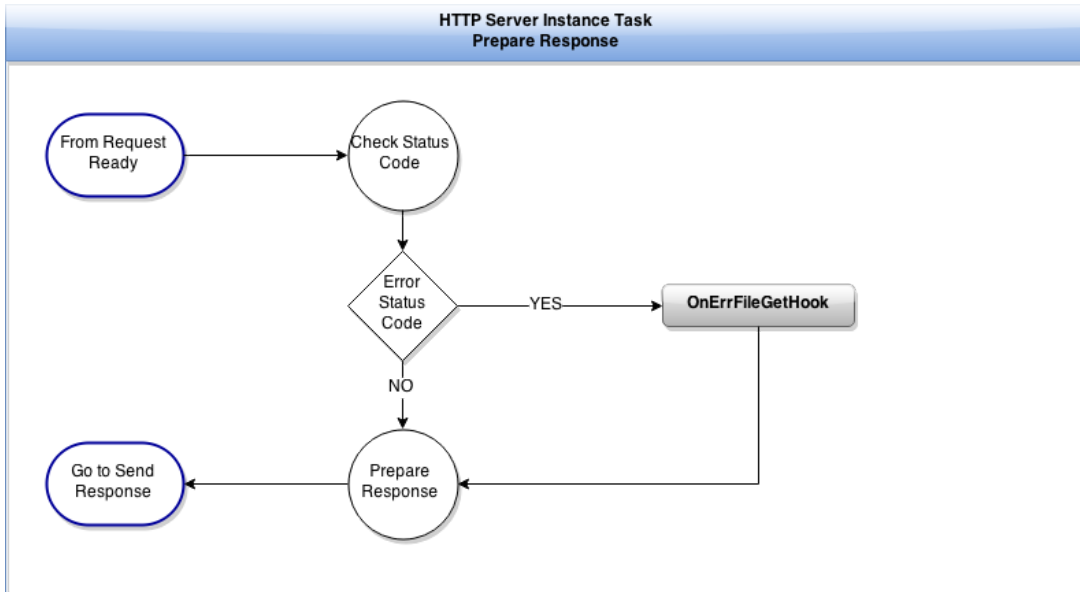 HTTP Server Instance Task
Prepare Response
From Request
Ready
Check Status
Code
Error
Status
Code
YES
OnErrFileGetHook
NO
Go to Send
Response
Prepare
Response